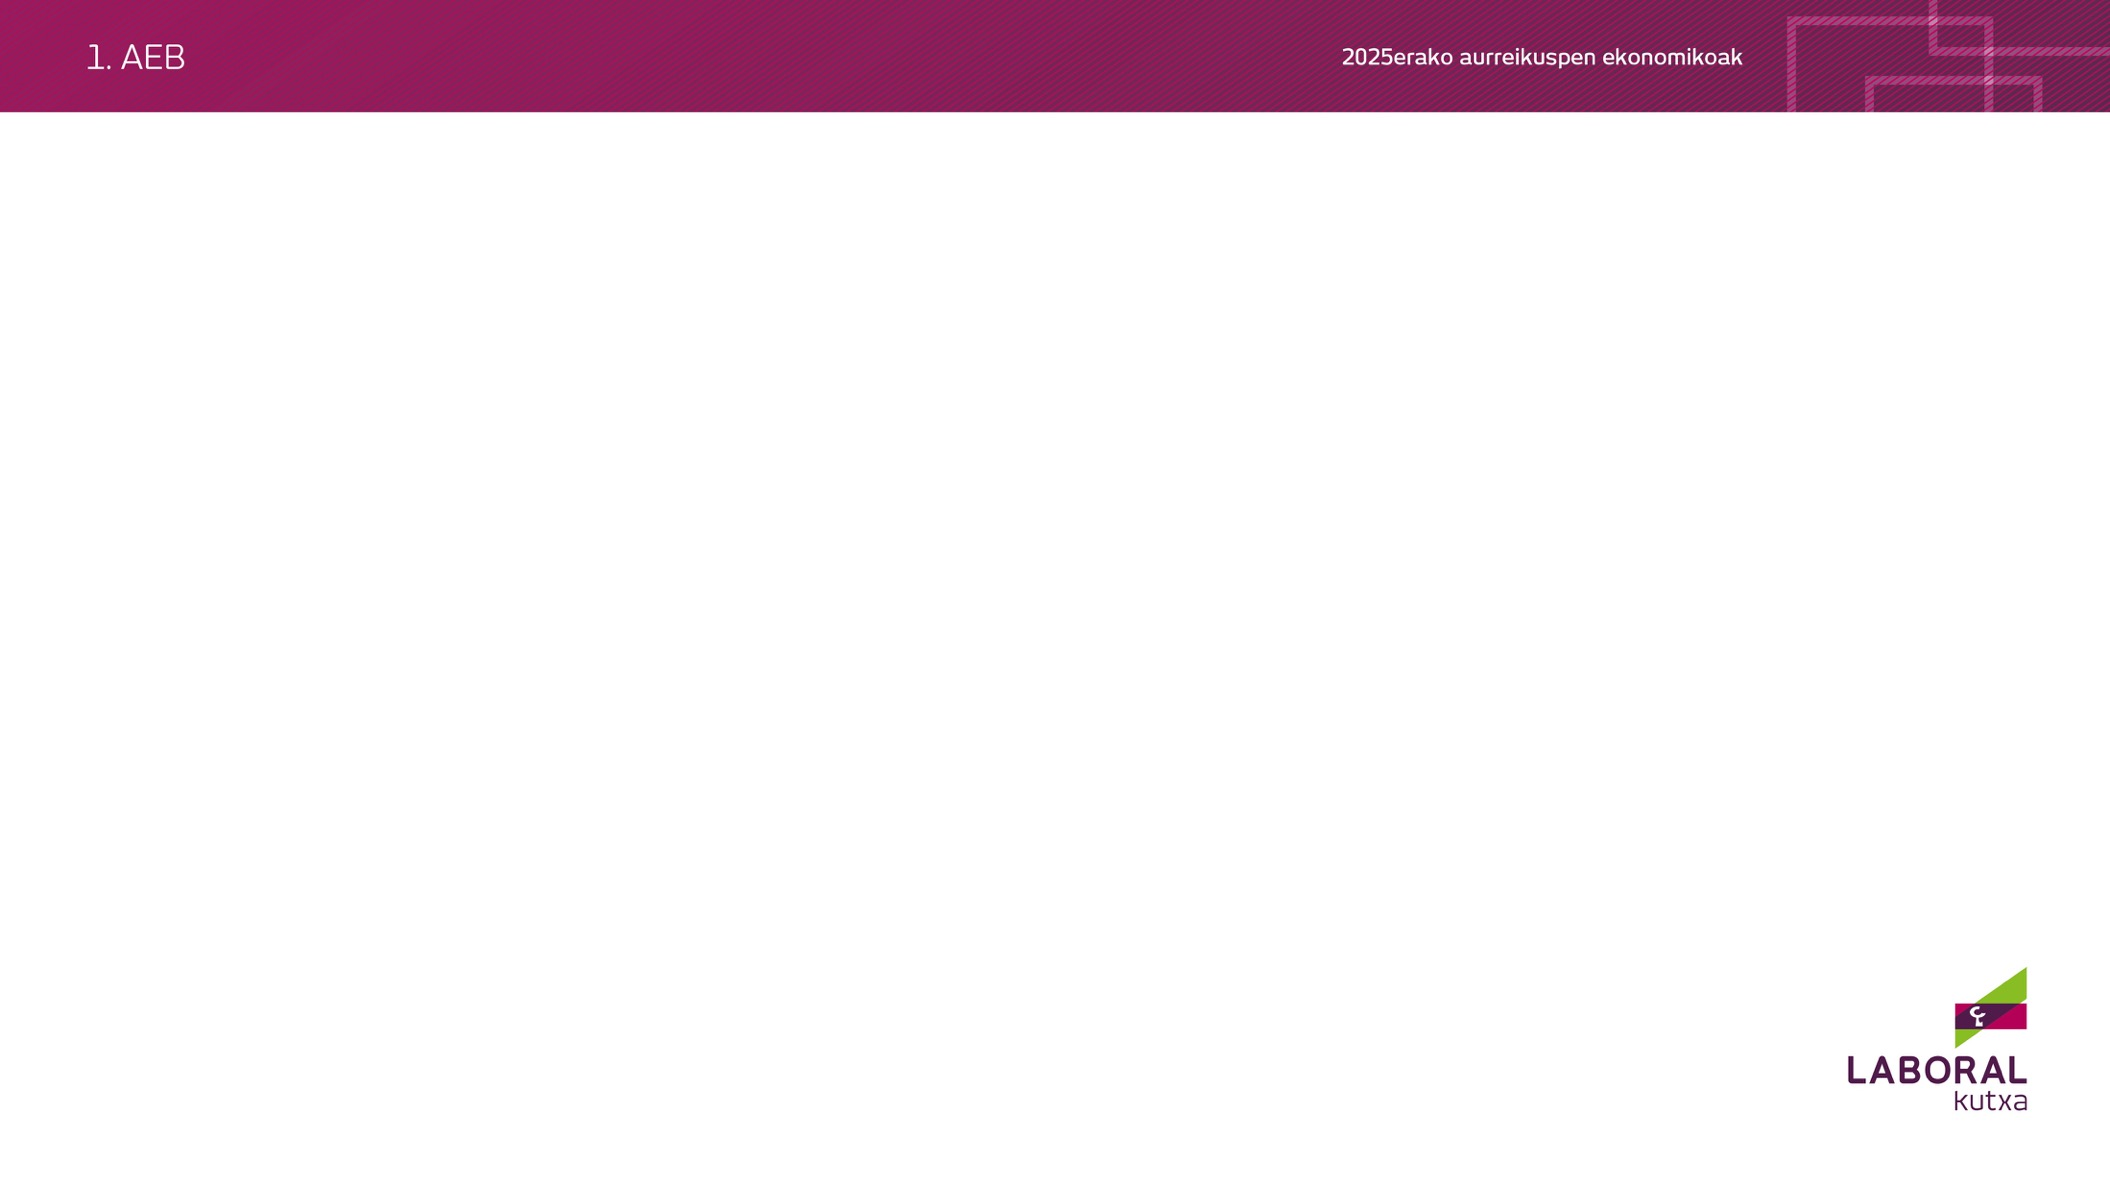 1. AEB
2025erako aurreikuspen ekonomikoak
LABORAL
kutxa